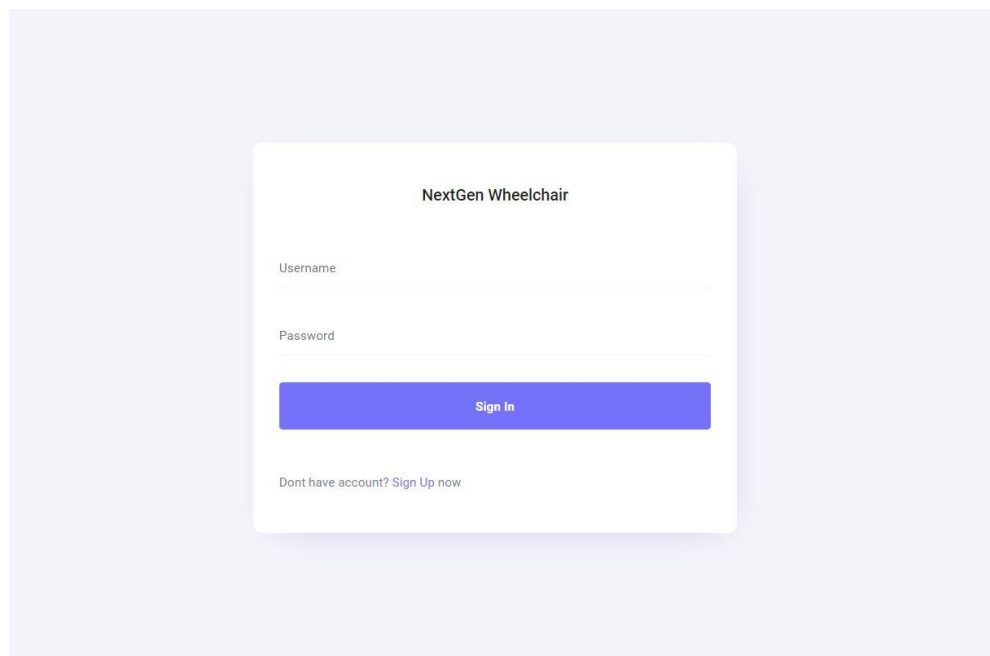 NextGen Wheelchair
Username
Password
Sign In
Dont have account? Sign Up now